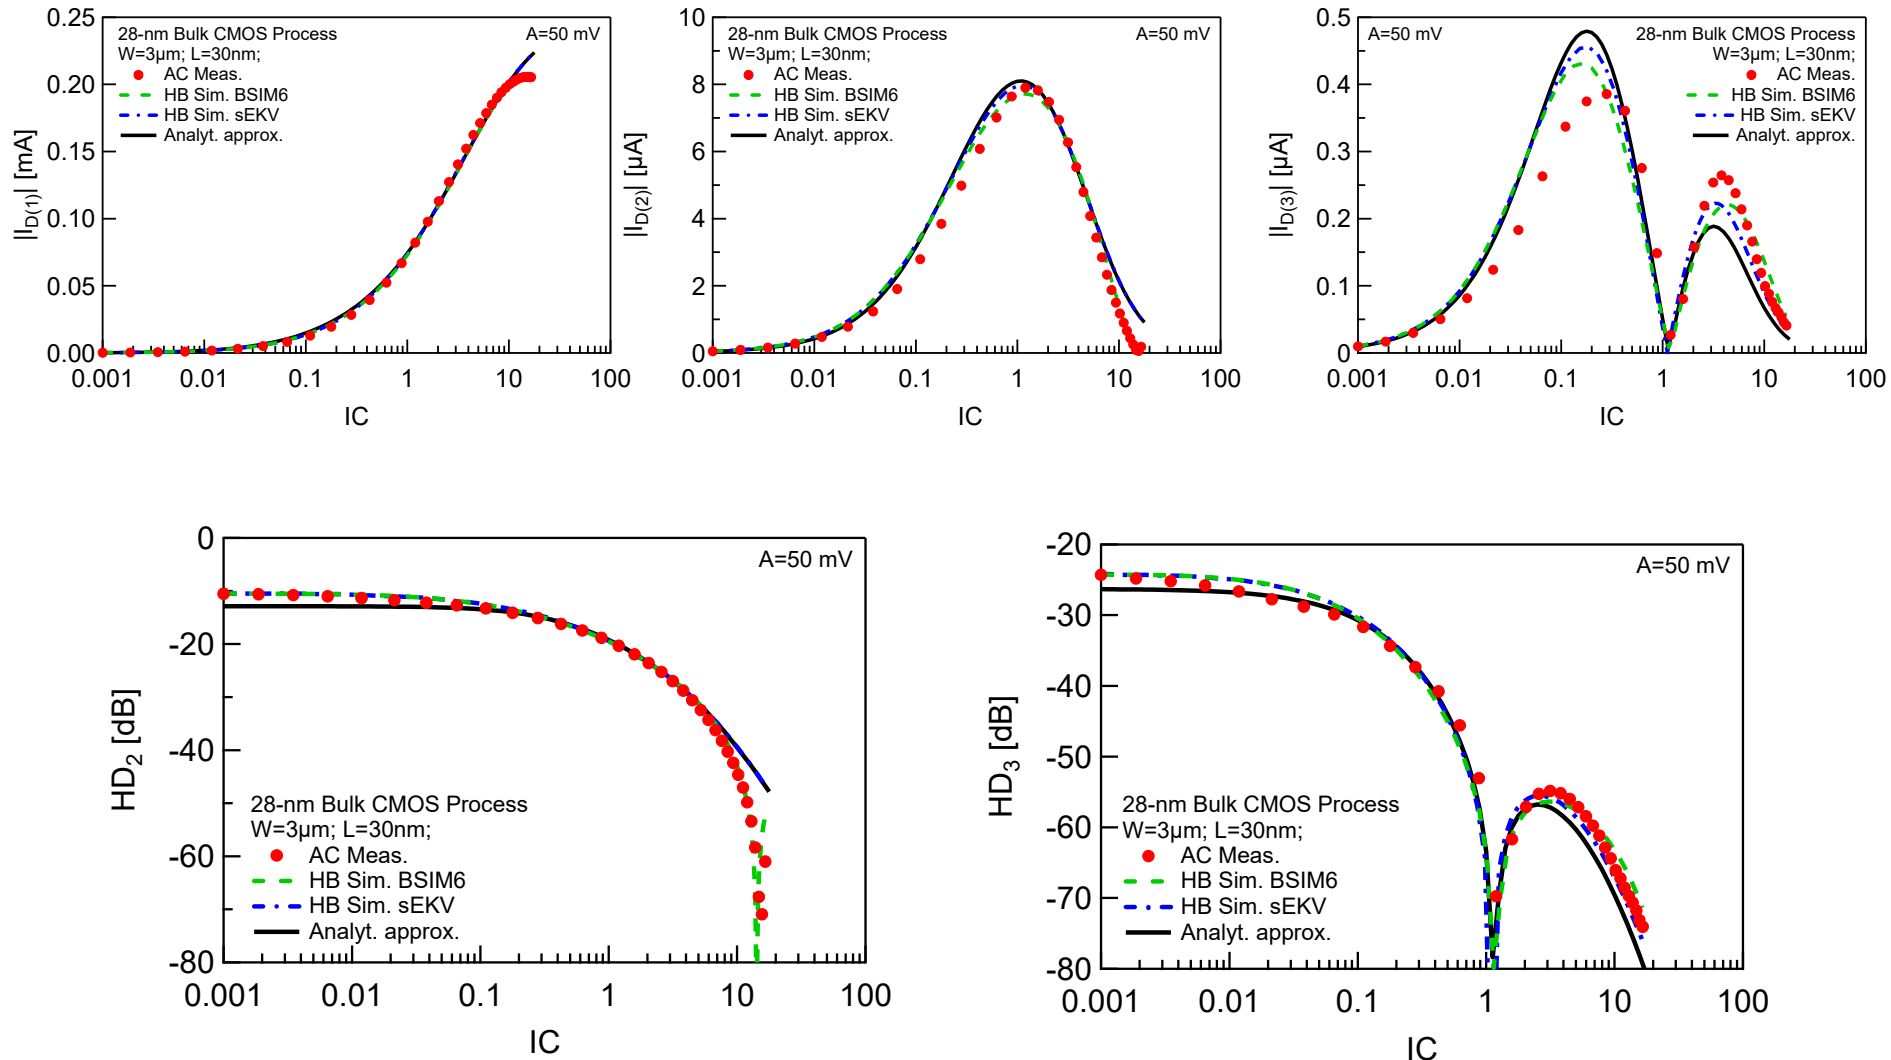 0.25
0.20
0.15
0.10
0.05
0.00
|I_D(1)| [mA]
28-nm Bulk CMOS Process
A=50 mV
W=3µm; L=30nm;
AC Meas.
HB Sim. BSIM6
HB Sim. sEKV
Analyt. approx.
0.001 0.01 0.1 1 10 100
IC
10
8
6
4
2
0
|I_D(2)| [µA]
28-nm Bulk CMOS Process
A=50 mV
W=3µm; L=30nm;
AC Meas.
HB Sim. BSIM6
HB Sim. sEKV
Analyt. approx.
0.001 0.01 0.1 1 10 100
IC
0.5
0.4
0.3
0.2
0.1
0
|I_D(3)| [µA]
A=50 mV
28-nm Bulk CMOS Process
W=3µm; L=30nm;
AC Meas.
HB Sim. BSIM6
HB Sim. sEKV
Analyt. approx.
0.001 0.01 0.1 1 10 100
IC
0
-20
-40
-60
-80
HD₂ [dB]
A=50 mV
28-nm Bulk CMOS Process
W=3µm; L=30nm;
AC Meas.
HB Sim. BSIM6
HB Sim. sEKV
Analyt. approx.
0.001 0.01 0.1 1 10 100
IC
-20
-30
-40
-50
-60
-70
-80
HD₃ [dB]
A=50 mV
28-nm Bulk CMOS Process
W=3µm; L=30nm;
AC Meas.
HB Sim. BSIM6
HB Sim. sEKV
Analyt. approx.
0.001 0.01 0.1 1 10 100
IC